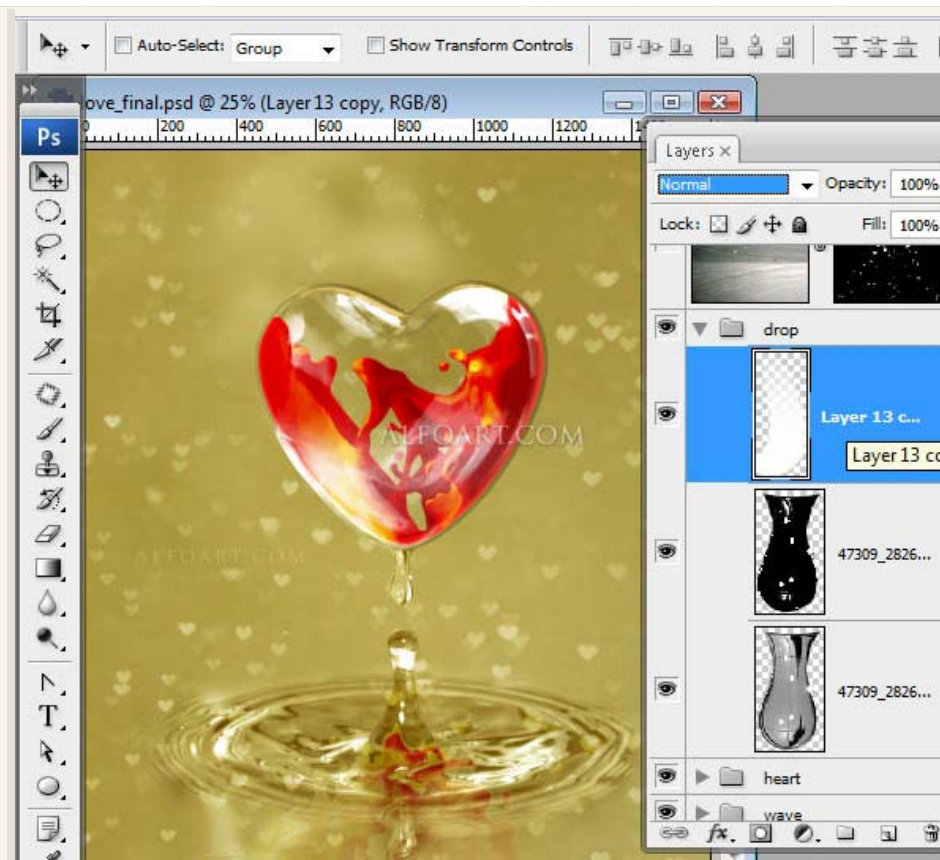 Auto-Select: Group Show Transform Controls
ove_final.psd @ 25% (Layer 13 copy, RGB/8)
Ps
200 400 600 800 1000 1200
Layers
Normal Opacity: 100%
Lock: Fill: 100%
drop
Layer 13 c...
Layer 13 co
ALFOART.COM
ALFOART.COM
47309_2826...
47309_2826...
T
heart
wave
fx.